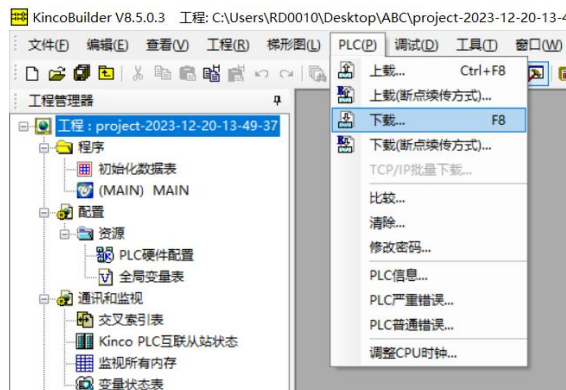 KincoBuilder V8.5.0.3 工程: C:\Users\RD0010\Desktop\ABC\project-2023-12-20-13-4
文件(F) 编辑(E) 查看(V) 工程(R) 梯形图(L) PLC(P) 调试(D) 工具(T) 窗口(W)
工程管理器
工程 : project-2023-12-20-13-49-37
程序
初始化数据表
(MAIN) MAIN
配置
资源
PLC硬件配置
全局变量表
通讯和监视
交叉索引表
Kinco PLC互联从站状态
监视所有内存
变量状态表
上载... Ctrl+F8
上载(断点续传方式)...
下载... F8
下载(断点续传方式)...
TCP/IP批量下载...
比较...
清除...
修改密码...
PLC信息...
PLC严重错误...
PLC普通错误...
调整CPU时钟...